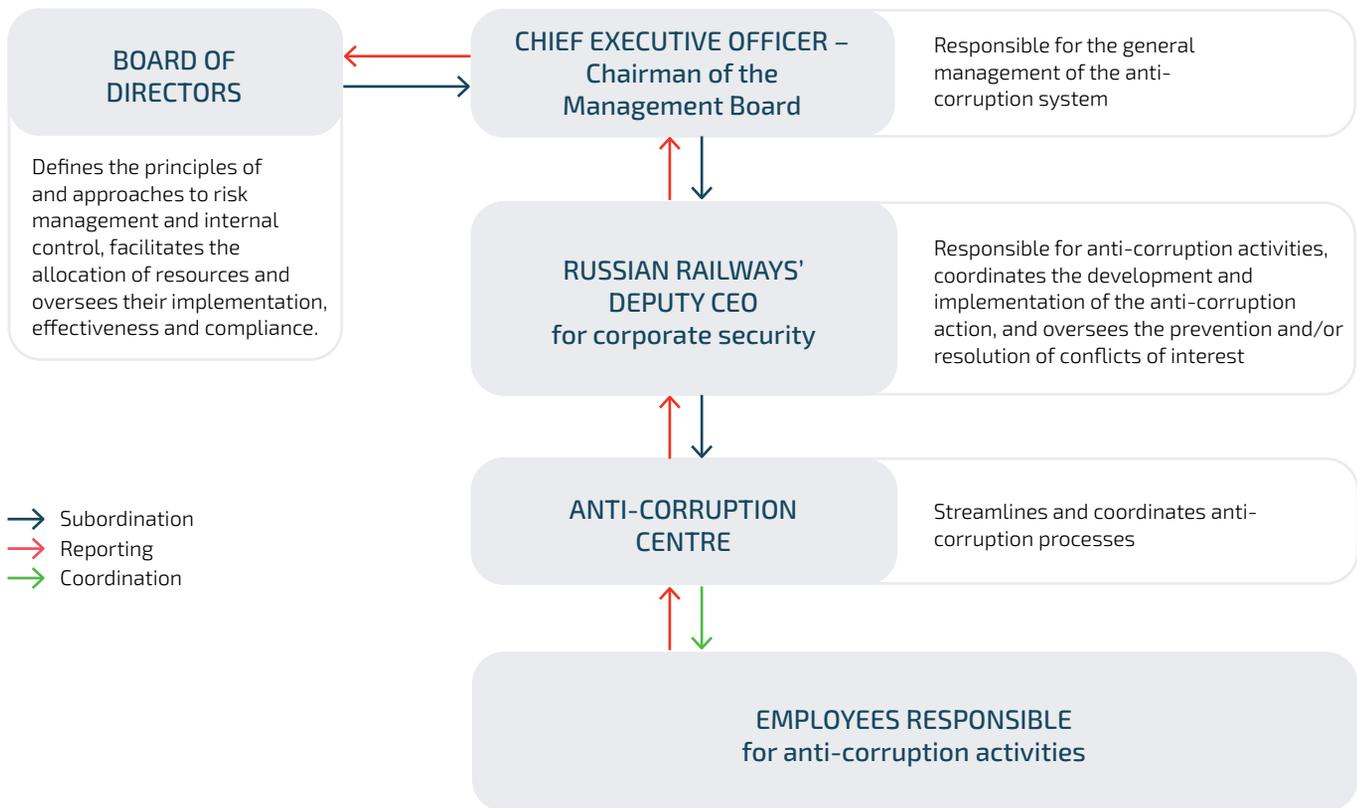 BOARD OF
DIRECTORS
Defines the principles of
and approaches to risk
management and internal
control, facilitates the
allocation of resources and
oversees their implementation,
effectiveness and compliance.
CHIEF EXECUTIVE OFFICER –
Chairman of the
Management Board
Responsible for the general
management of the anti-
corruption system
RUSSIAN RAILWAYS’
DEPUTY CEO
for corporate security
Responsible for anti-corruption activities,
coordinates the development and
implementation of the anti-corruption
action, and oversees the prevention and/or
resolution of conflicts of interest
ANTI-CORRUPTION
CENTRE
Streamlines and coordinates anti-
corruption processes
Subordination
Reporting
Coordination
EMPLOYEES RESPONSIBLE
for anti-corruption activities